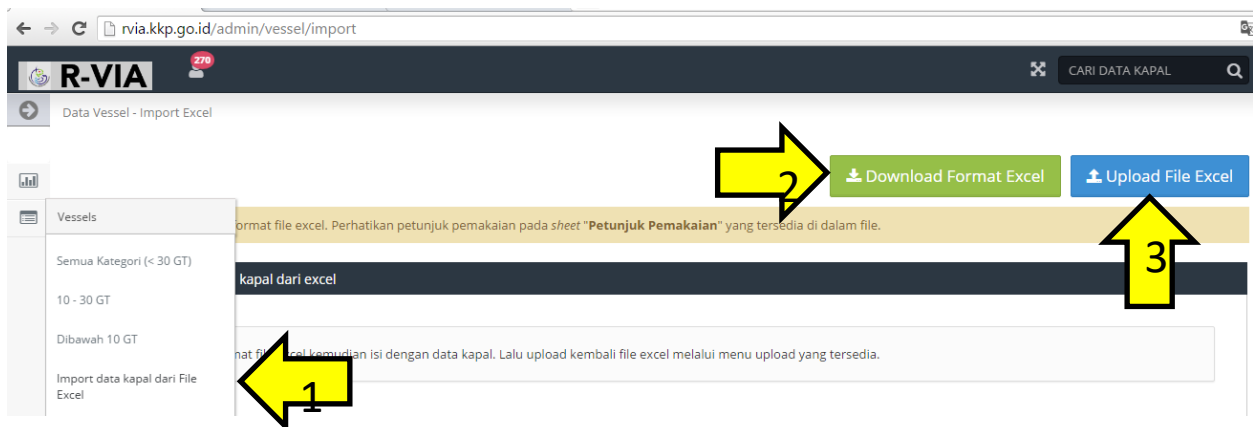 rvia.kkp.go.id/admin/vessel/import
R-VIA
270
CARI DATA KAPAL
Data Vessel - Import Excel
2
Download Format Excel
Upload File Excel
Vessels
format file excel. Perhatikan petunjuk pemakaian pada sheet "Petunjuk Pemakaian" yang tersedia di dalam file.
3
Semua Kategori (< 30 GT)
kapal dari excel
10 - 30 GT
Dibawah 10 GT
file excel kemudian isi dengan data kapal. Lalu upload kembali file excel melalui menu upload yang tersedia.
Import data kapal dari File
Excel
1